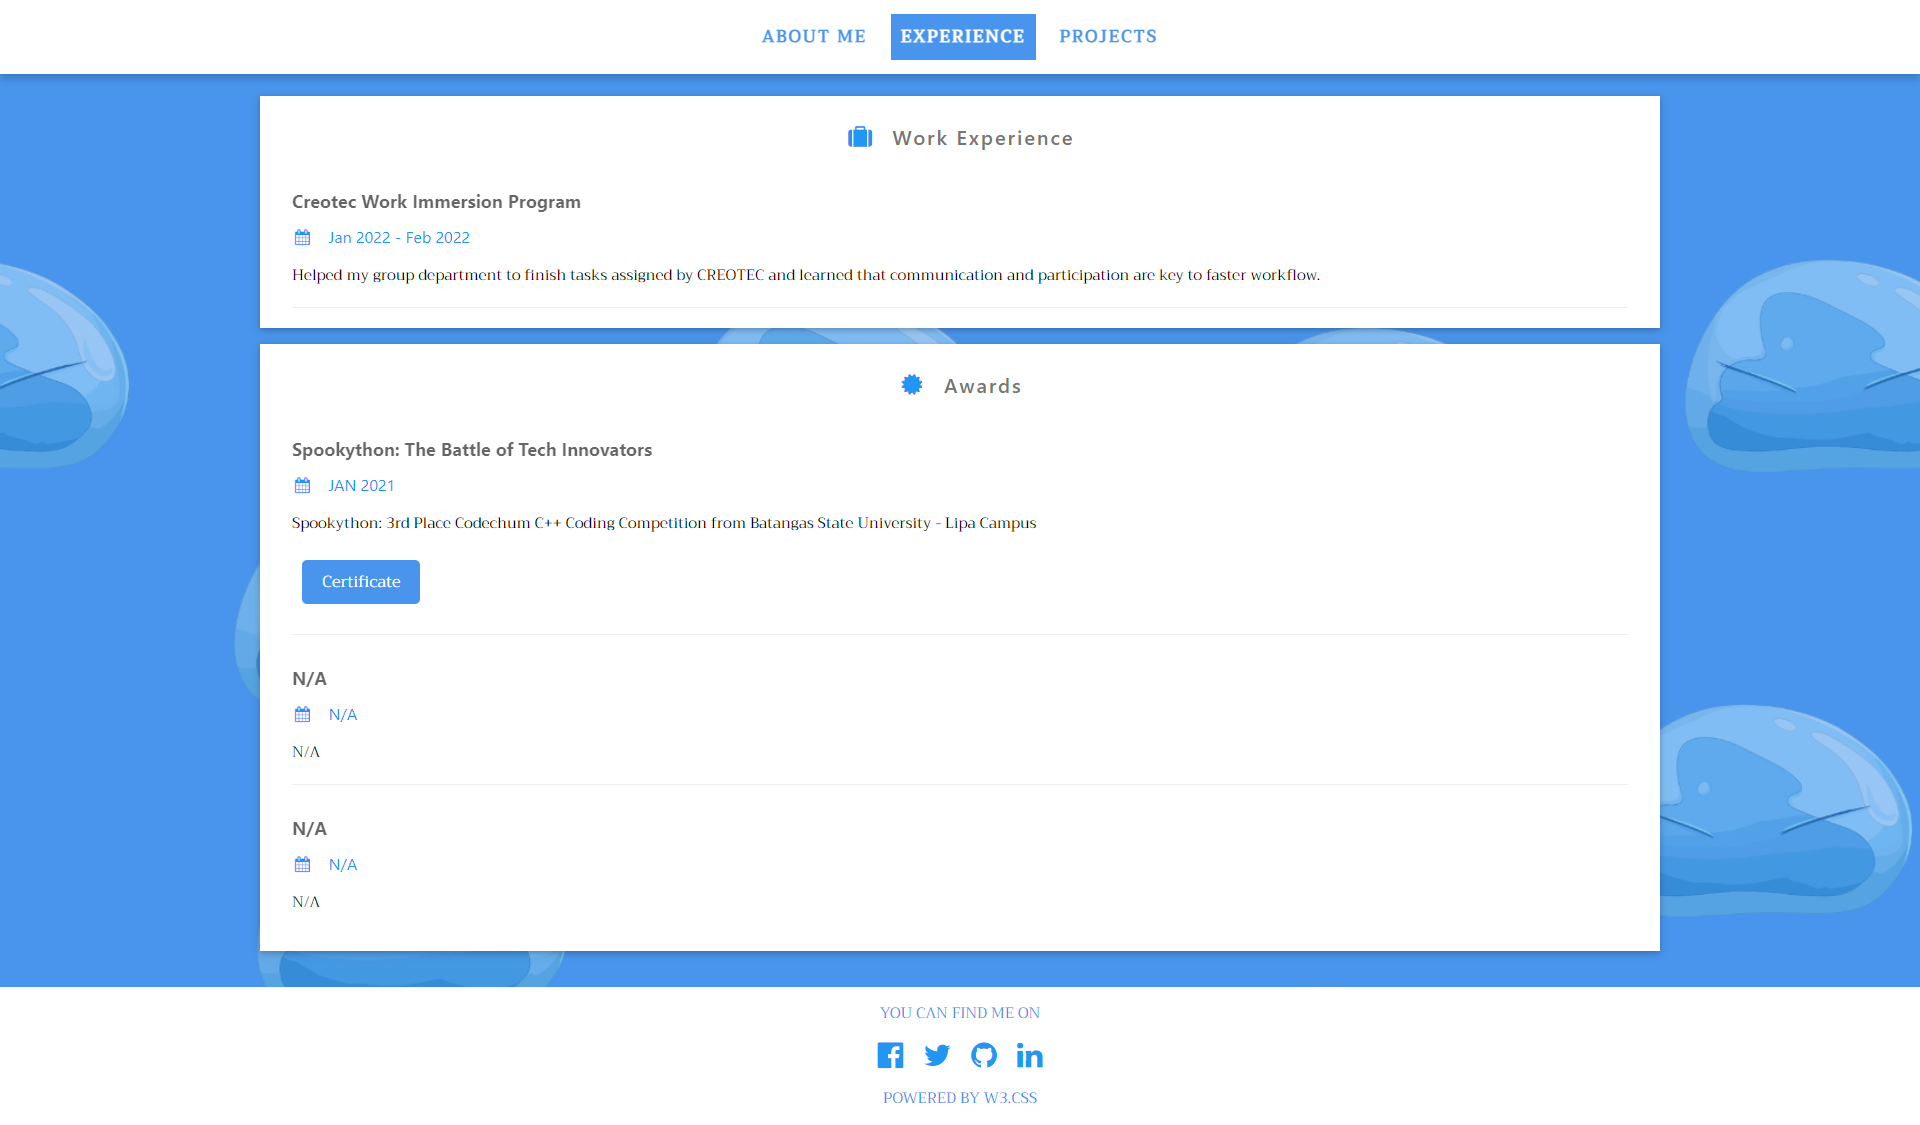 ABOUT ME EXPERIENCE PROJECTS
Work Experience
Creotec Work Immersion Program
Jan 2022 - Feb 2022
Helped my group department to finish tasks assigned by CREOTEC and learned that communication and participation are key to faster workflow.
Awards
Spookython: The Battle of Tech Innovators
JAN 2021
Spookython: 3rd Place Codechum C++ Coding Competition from Batangas State University - Lipa Campus
Certificate
N/A
N/A
N/A
N/A
N/A
N/A
YOU CAN FIND ME ON
POWERED BY W3.CSS